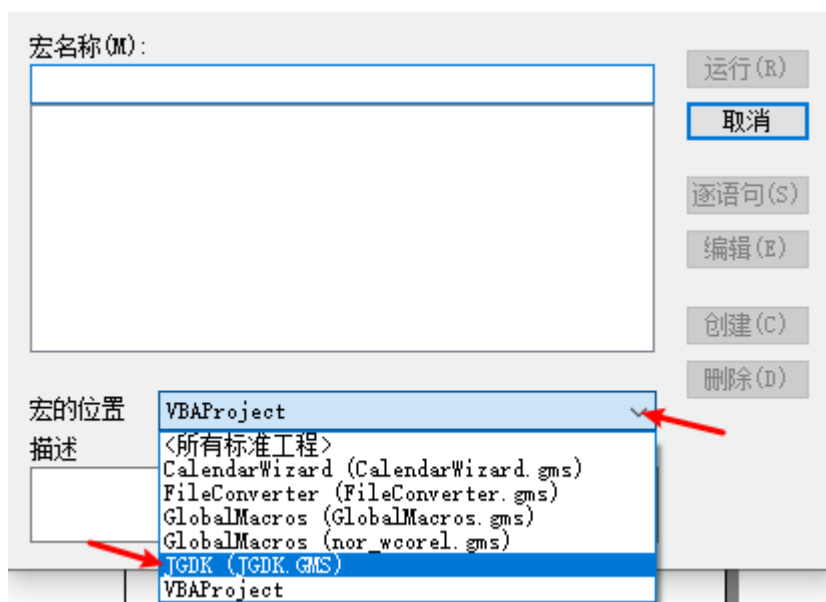 宏名称(M):
运行(R)
取消
逐语句(S)
编辑(E)
创建(C)
删除(D)
宏的位置
VBAProject
描述
<所有标准工程>
CalendarWizard (CalendarWizard.gms)
FileConverter (FileConverter.gms)
GlobalMacros (GlobalMacros.gms)
GlobalMacros (nor_wcorel.gms)
JGDK (JGDK.GMS)
VBAProject